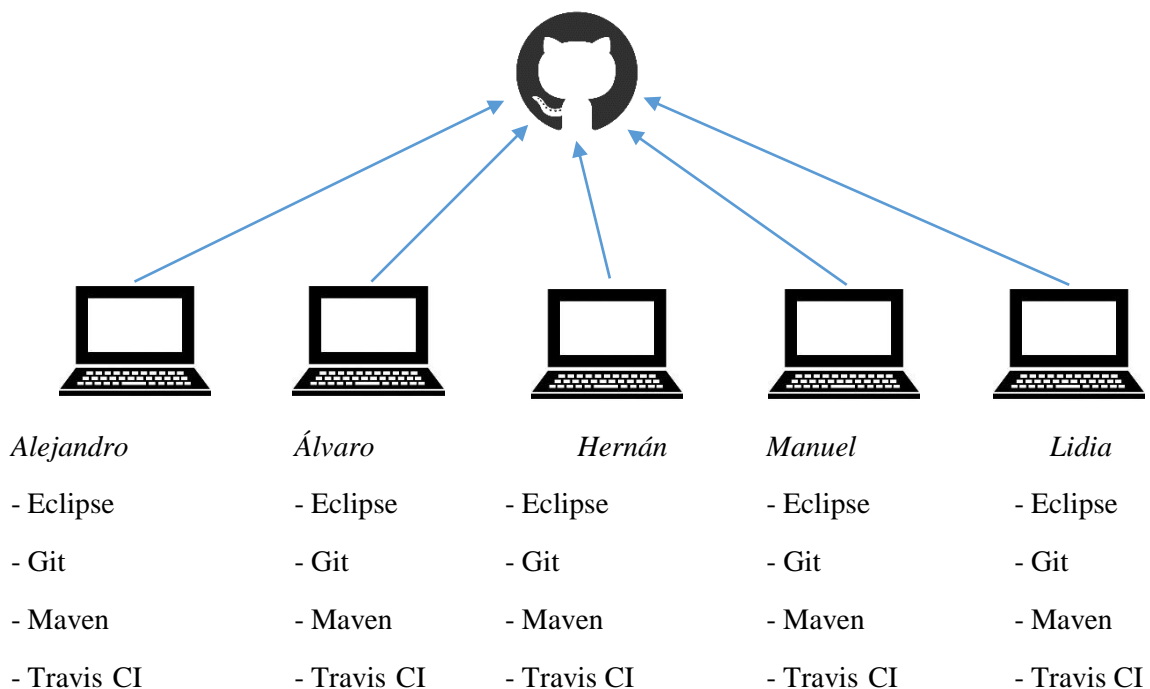 Alejandro Álvaro Hernán Manuel Lidia
- Eclipse - Eclipse - Eclipse - Eclipse - Eclipse
- Git - Git - Git - Git - Git
- Maven - Maven - Maven - Maven - Maven
- Travis CI - Travis CI - Travis CI - Travis CI - Travis CI